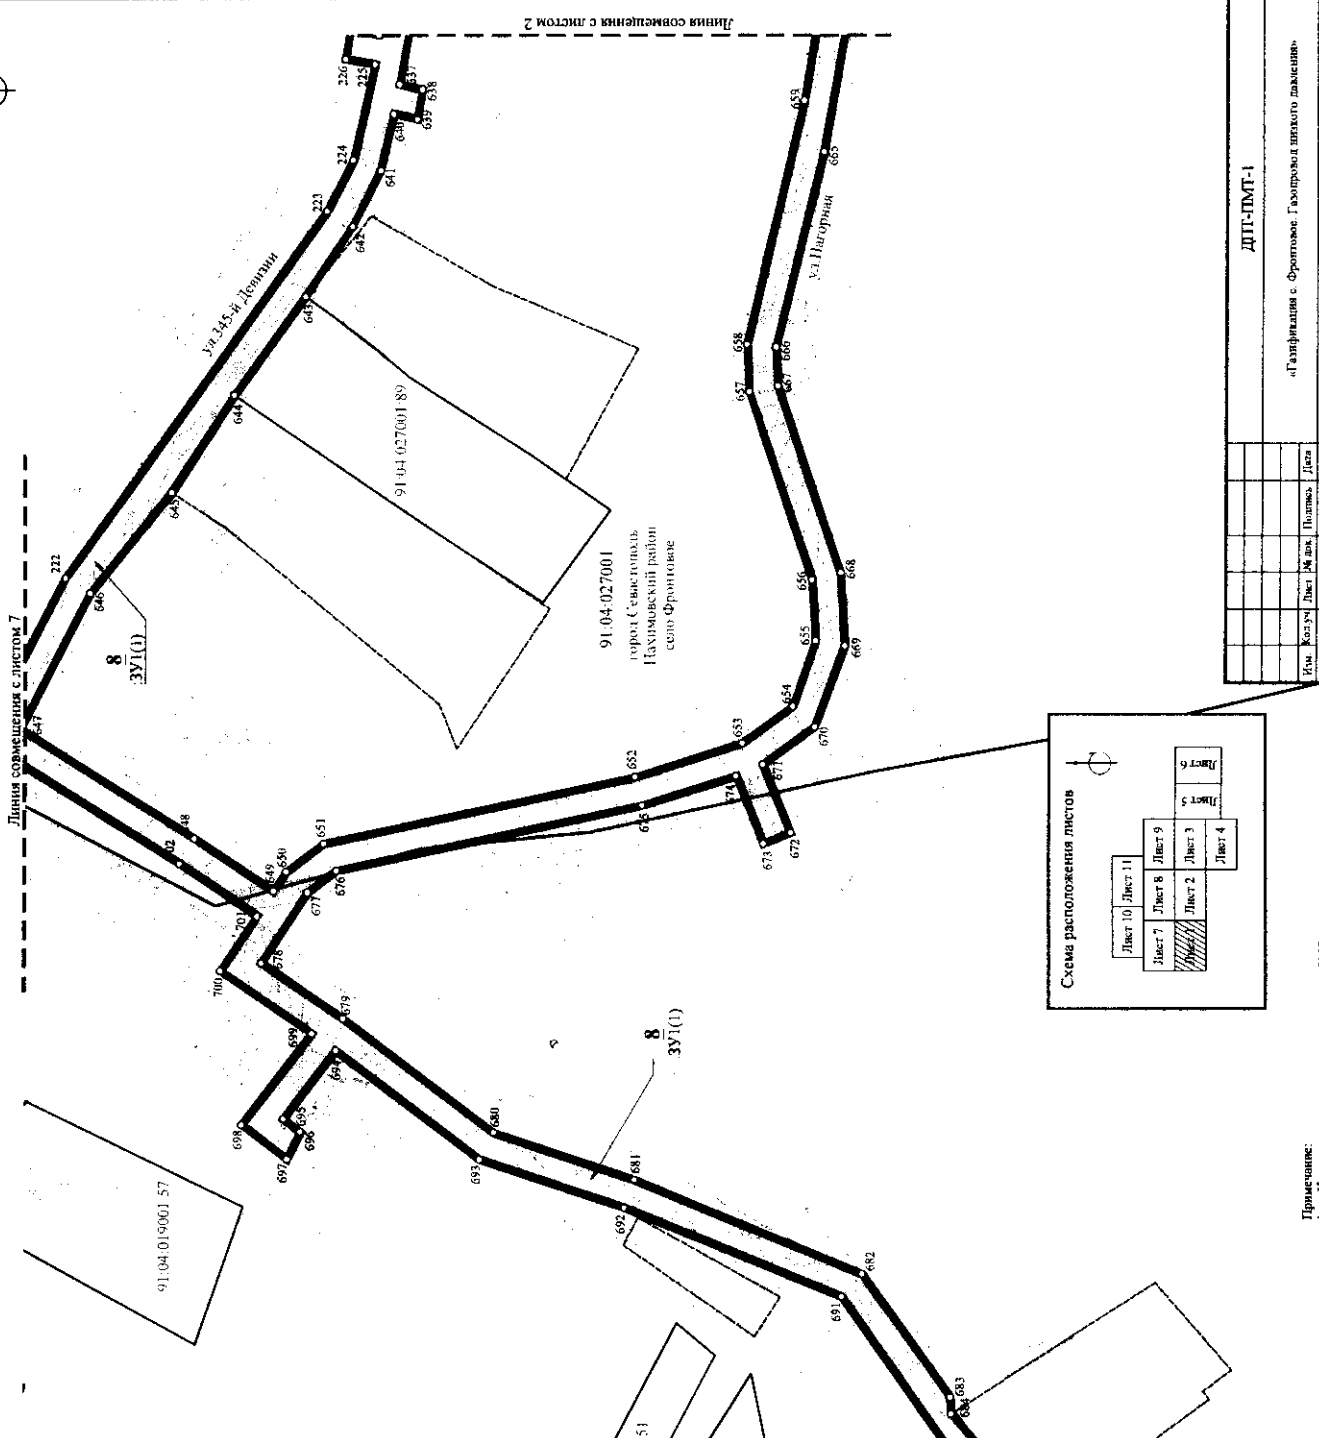 Линия совмещения с листом 2
Линия совмещения с листом 7
226
225
637
638
639
640
224
641
223
642
ул.345-й Дивизии
643
644
645
222
646
647
8
ЗУ1(1)
91:04:027001:89
91:04:027001
город Севастополь
Нахимовский район
село Фронтовое
659
665
ул.Нагорная
658
666
657
667
656
668
655
669
654
670
653
671
652
674
672
673
675
651
650
649
676
677
48
02
701
678
700
679
699
694
698
695
696
697
680
693
681
692
8
ЗУ1(1)
682
691
683
684
91:04:019001:57
51
Схема расположения листов
Лист 10
Лист 11
Лист 7
Лист 8
Лист 9
Лист 1
Лист 2
Лист 3
Лист 5
Лист 6
Лист 4
ДПТ-ПМТ-1
«Газификация с. Фронтовое. Газопровод низкого давления»
Изм. Кол.уч Лист № док. Подпись Дата
Примечание: